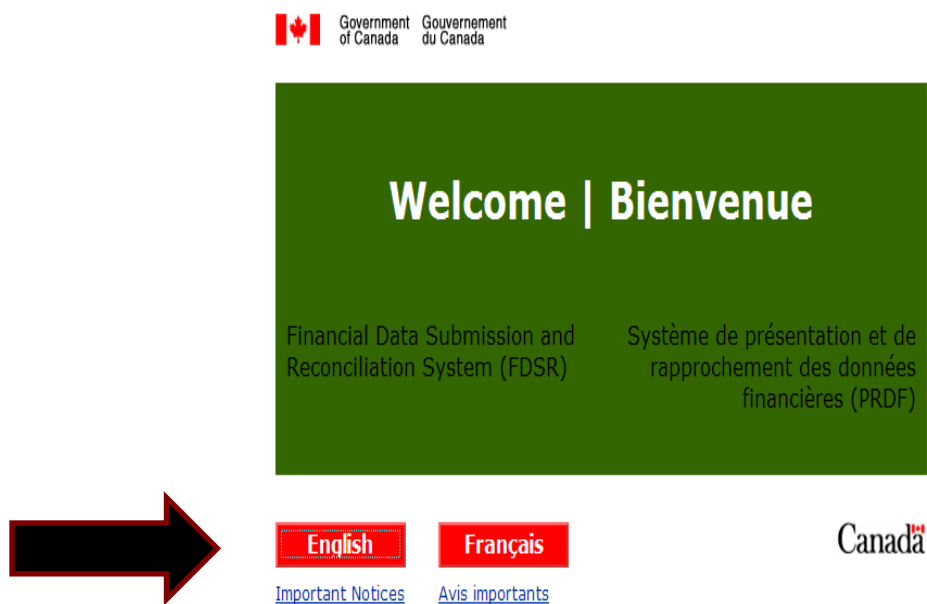 Government Gouvernement
of Canada du Canada
Welcome | Bienvenue
Financial Data Submission and
Reconciliation System (FDSR)
Système de présentation et de
rapprochement des données
financières (PRDF)
English Français
Canada
Important Notices Avis importants